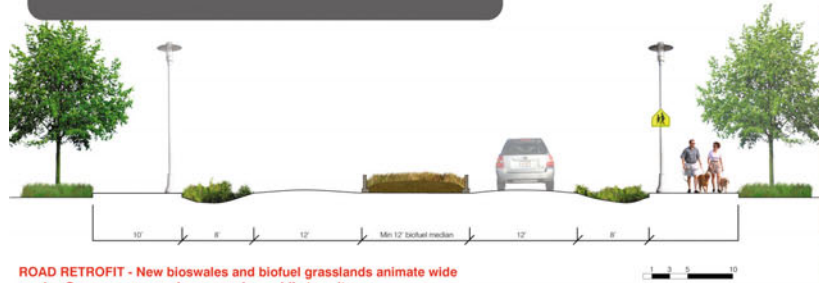 10' 8' 12' Min 12' biofuel median 12' 8'
ROAD RETROFIT - New bioswales and biofuel grasslands animate wide
1 3 5 10